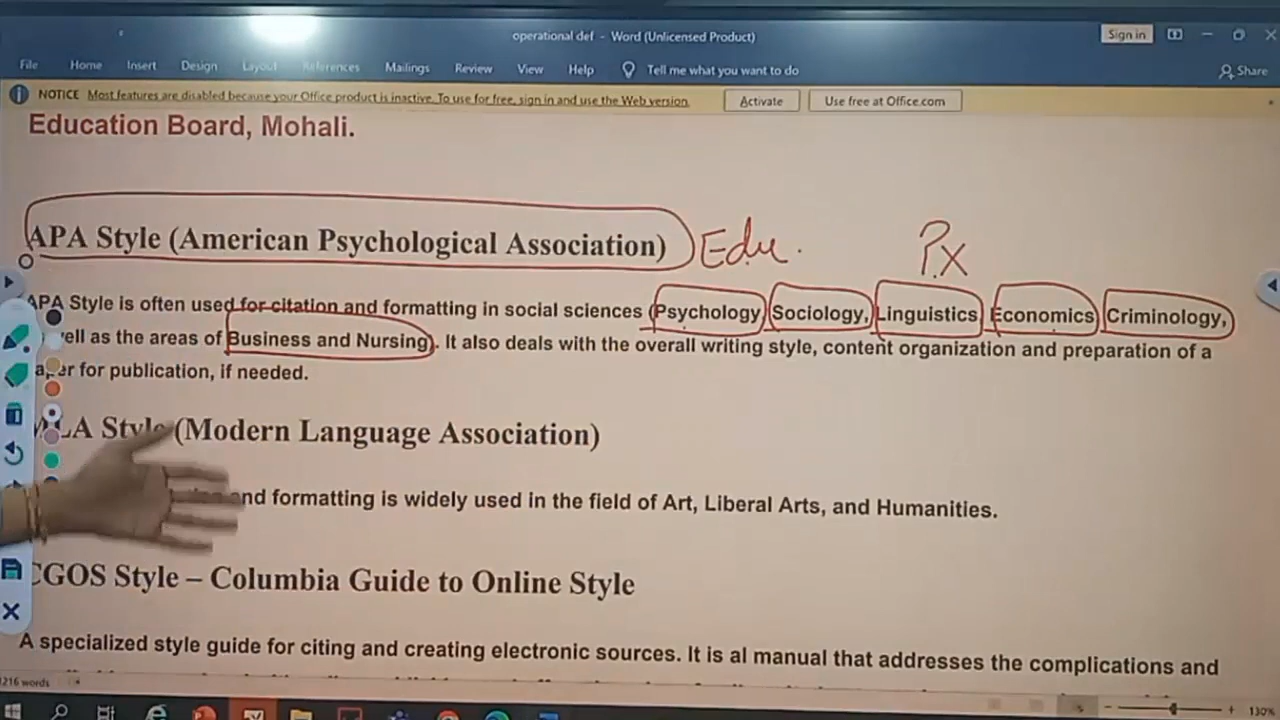 operational def - Word (Unlicensed Product)
Sign in
File Home Insert Design Layout References Mailings Review View Help Tell me what you want to do Share
NOTICE Most features are disabled because your Office product is inactive. To use for free, sign in and use the Web version. Activate Use free at Office.com
Education Board, Mohali.
APA Style (American Psychological Association) Edu.
APA Style is often used for citation and formatting in social sciences (Psychology Sociology, Linguistics Economics Criminology,
well as the areas of Business and Nursing). It also deals with the overall writing style, content organization and preparation of a
for publication, if needed.
MLA Style (Modern Language Association)
and formatting is widely used in the field of Art, Liberal Arts, and Humanities.
CGOS Style – Columbia Guide to Online Style
A specialized style guide for citing and creating electronic sources. It is al manual that addresses the complications and
1216 words
130%